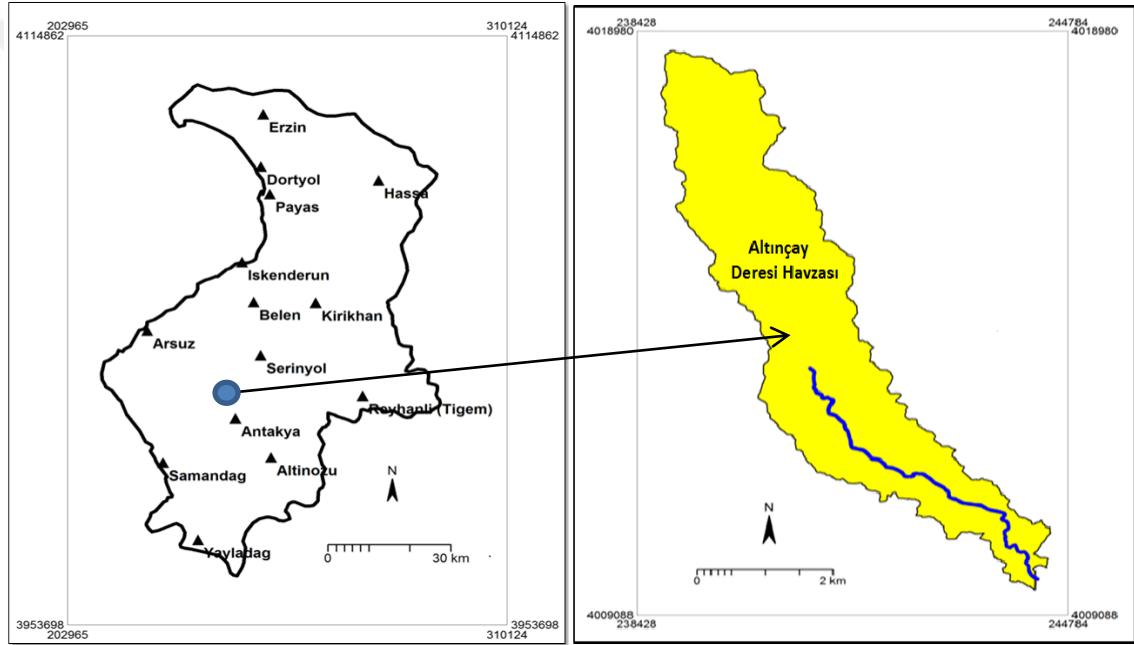 202965
310124
4114862
4114862
Erzin
Dortyol
Hassa
Payas
Iskenderun
Belen
Kirikhan
Arsuz
Serinyol
Reyhanli (Tigem)
Antakya
Altinozu
Samandag
N
Yayladag
0
30 km
3953698
3953698
202965
310124
238428
244784
4018980
4018980
Altınçay
Deresi Havzası
N
0
2 km
4009088
4009088
238428
244784